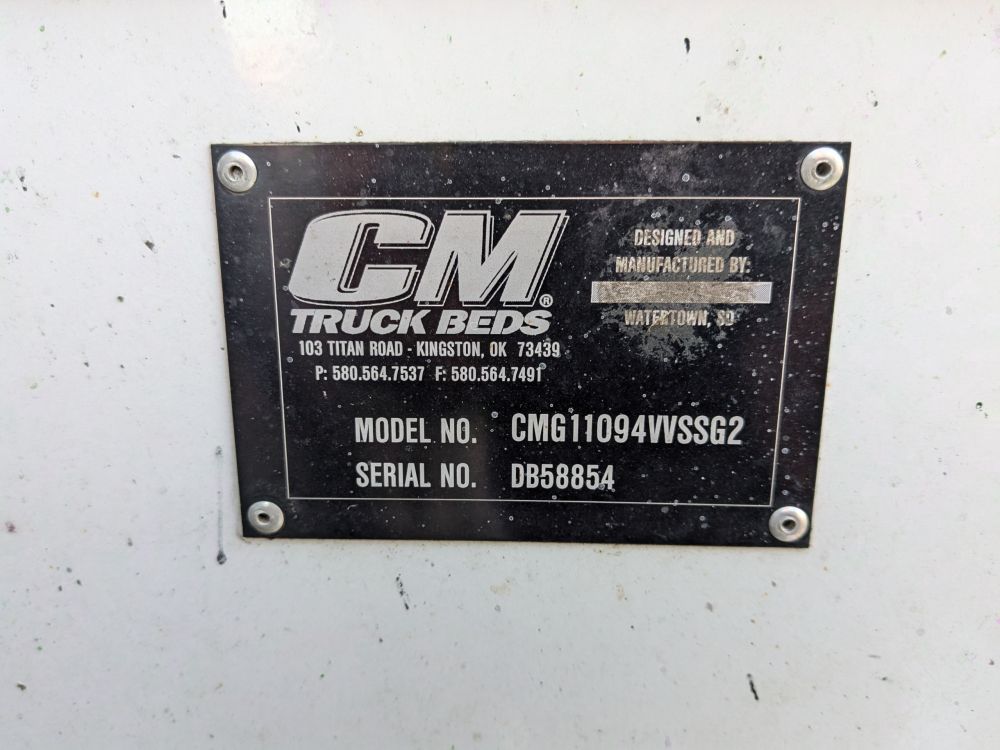 CM®
TRUCK BEDS
103 TITAN ROAD - KINGSTON, OK 73439
P: 580.564.7537 F: 580.564.7491
DESIGNED AND
MANUFACTURED BY:
WATERTOWN, SD
MODEL NO. CMG11094VVSSG2
SERIAL NO. DB58854